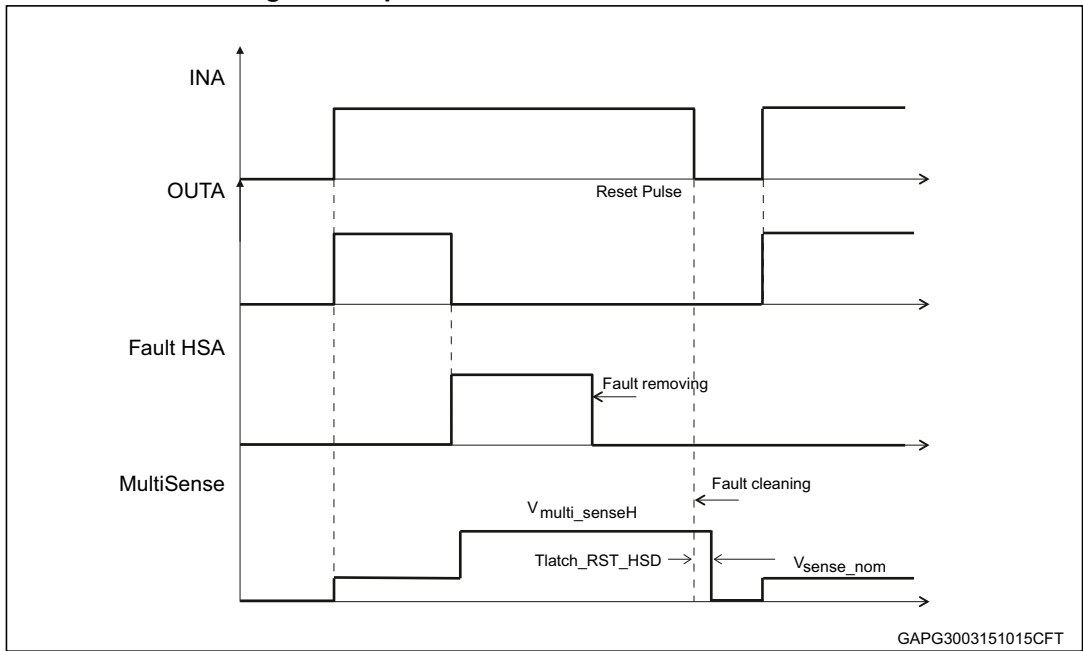 INA
OUTA
Reset Pulse
Fault HSA
Fault removing
MultiSense
Fault cleaning
Vmulti_senseH
Tlatch_RST_HSD
Vsense_nom
GAPG3003151015CFT